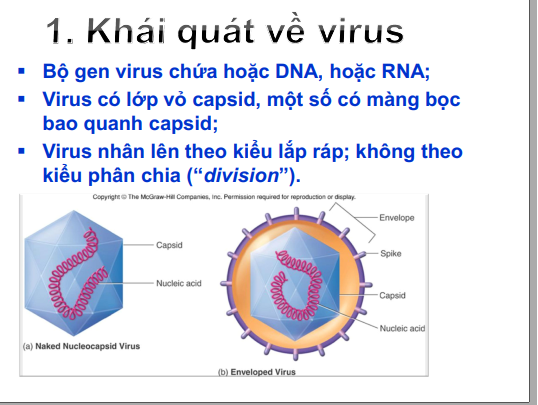 1. Khái quát về virus
▪ Bộ gen virus chứa hoặc DNA, hoặc RNA;
▪ Virus có lớp vỏ capsid, một số có màng bọc
bao quanh capsid;
▪ Virus nhân lên theo kiểu lắp ráp; không theo
kiểu phân chia (“division”).
Copyright © The McGraw-Hill Companies, Inc. Permission required for reproduction or display.
Capsid
Nucleic acid
(a) Naked Nucleocapsid Virus
Envelope
Spike
Capsid
Nucleic acid
(b) Enveloped Virus